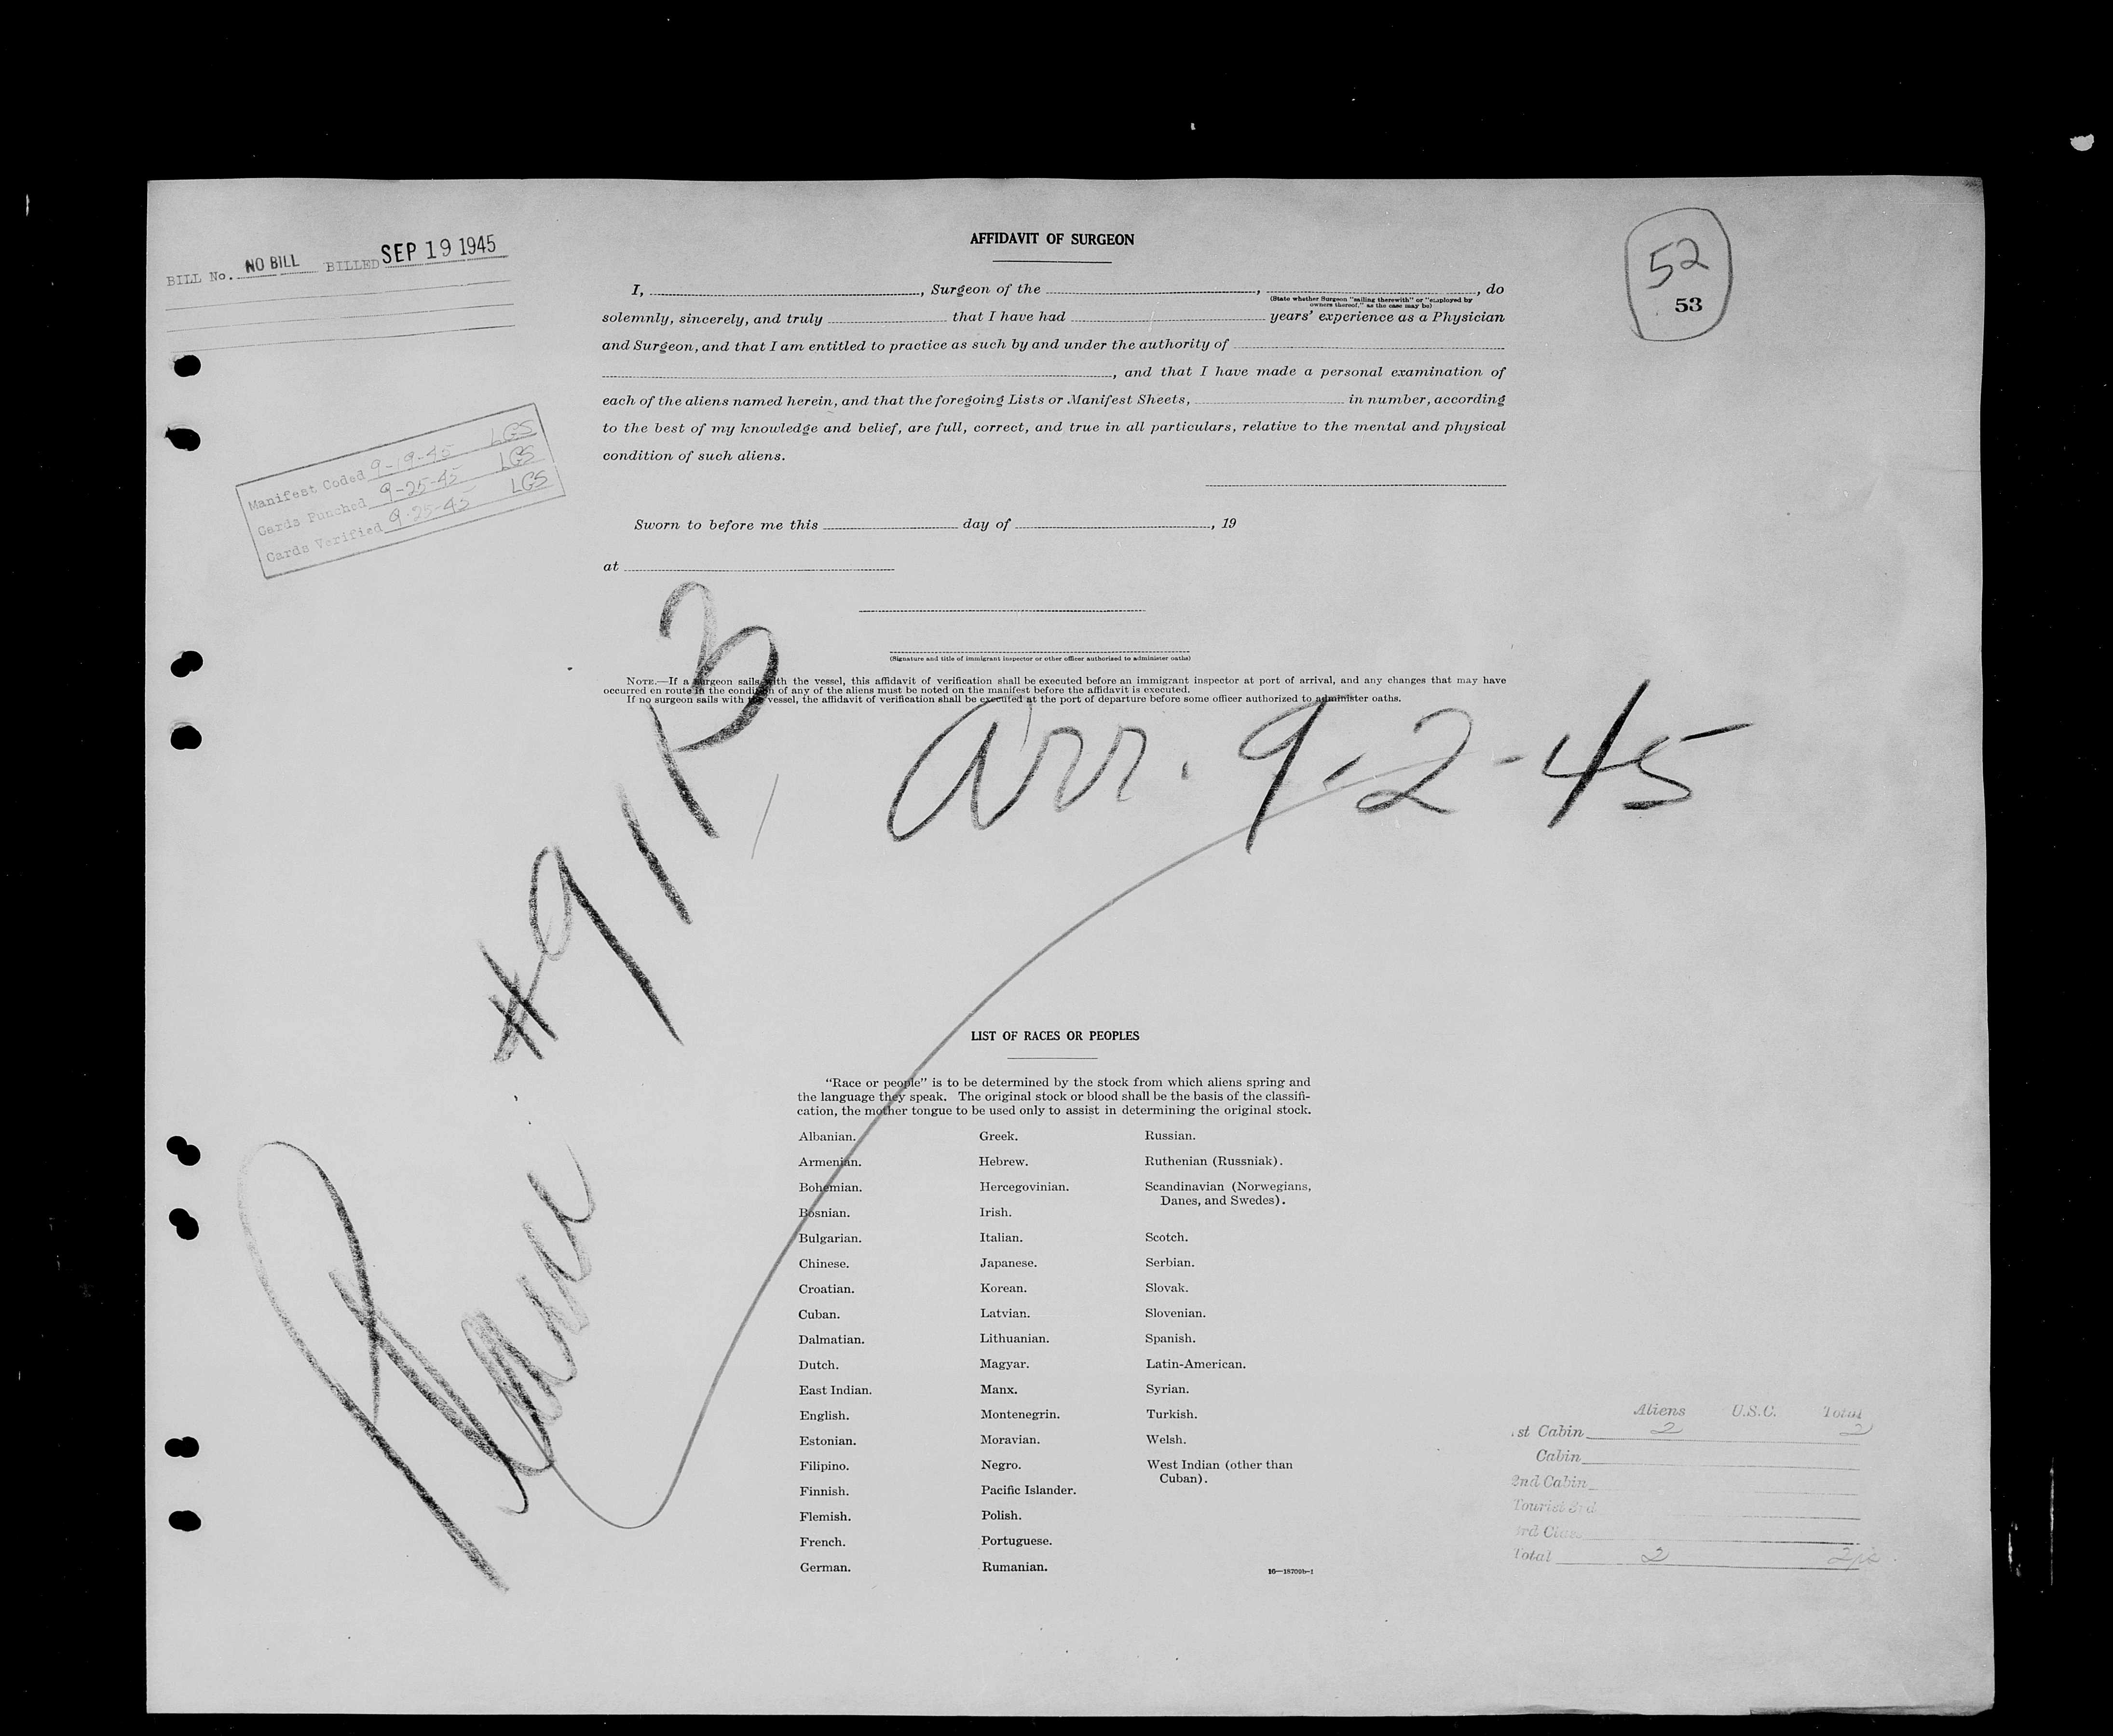 BILL No. NO BILL BILLED SEP 19 1945
AFFIDAVIT OF SURGEON
52
53
I, , Surgeon of the , , do
(State whether Surgeon "sailing therewith" or "employed by
owners thereof," as the case may be)
solemnly, sincerely, and truly that I have had years' experience as a Physician
and Surgeon, and that I am entitled to practice as such by and under the authority of
, and that I have made a personal examination of
each of the aliens named herein, and that the foregoing Lists or Manifest Sheets, in number, according
to the best of my knowledge and belief, are full, correct, and true in all particulars, relative to the mental and physical
condition of such aliens.
Manifest Coded 9-19-45 LGS
Cards Punched 9-25-45 LGS
Cards Verified 9-25-45 LGS
Sworn to before me this day of , 19
at
(Signature and title of immigrant inspector or other officer authorized to administer oaths)
NOTE.—If a surgeon sails with the vessel, this affidavit of verification shall be executed before an immigrant inspector at port of arrival, and any changes that may have
occurred en route in the condition of any of the aliens must be noted on the manifest before the affidavit is executed.
If no surgeon sails with the vessel, the affidavit of verification shall be executed at the port of departure before some officer authorized to administer oaths.
Plane #91B
Arr. 9-2-45
LIST OF RACES OR PEOPLES
"Race or people" is to be determined by the stock from which aliens spring and
the language they speak. The original stock or blood shall be the basis of the classifi-
cation, the mother tongue to be used only to assist in determining the original stock.
Albanian. Greek. Russian.
Armenian. Hebrew. Ruthenian (Russniak).
Bohemian. Hercegovinian. Scandinavian (Norwegians,
Danes, and Swedes).
Bosnian. Irish.
Bulgarian. Italian. Scotch.
Chinese. Japanese. Serbian.
Croatian. Korean. Slovak.
Cuban. Latvian. Slovenian.
Dalmatian. Lithuanian. Spanish.
Dutch. Magyar. Latin-American.
East Indian. Manx. Syrian.
English. Montenegrin. Turkish.
Estonian. Moravian. Welsh.
Filipino. Negro. West Indian (other than
Cuban).
Finnish. Pacific Islander.
Flemish. Polish.
French. Portuguese.
German. Rumanian.
16—18709b-1
Aliens U.S.C. Total
1st Cabin 2 2
Cabin
2nd Cabin
Tourist 3rd
3rd Class
Total 2 2